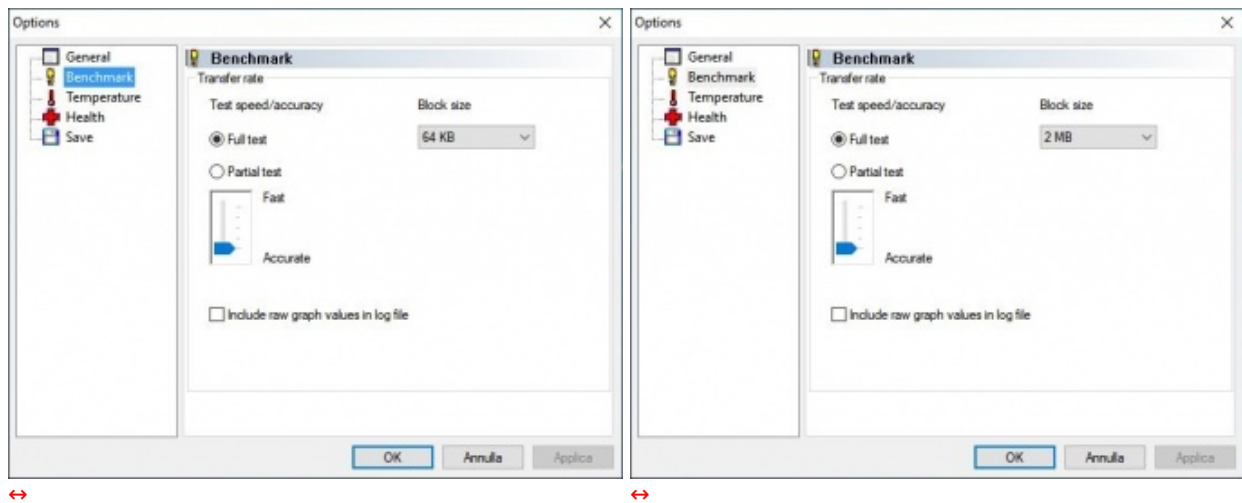 Options
General
Benchmark
Temperature
Health
Save
Benchmark
Transfer rate
Test speed/accuracy
Block size
Full test
64 KB
Partial test
Fast
Accurate
Include raw graph values in log file
OK
Annulla
Applica
Options
General
Benchmark
Temperature
Health
Save
Benchmark
Transfer rate
Test speed/accuracy
Block size
Full test
2 MB
Partial test
Fast
Accurate
Include raw graph values in log file
OK
Annulla
Applica